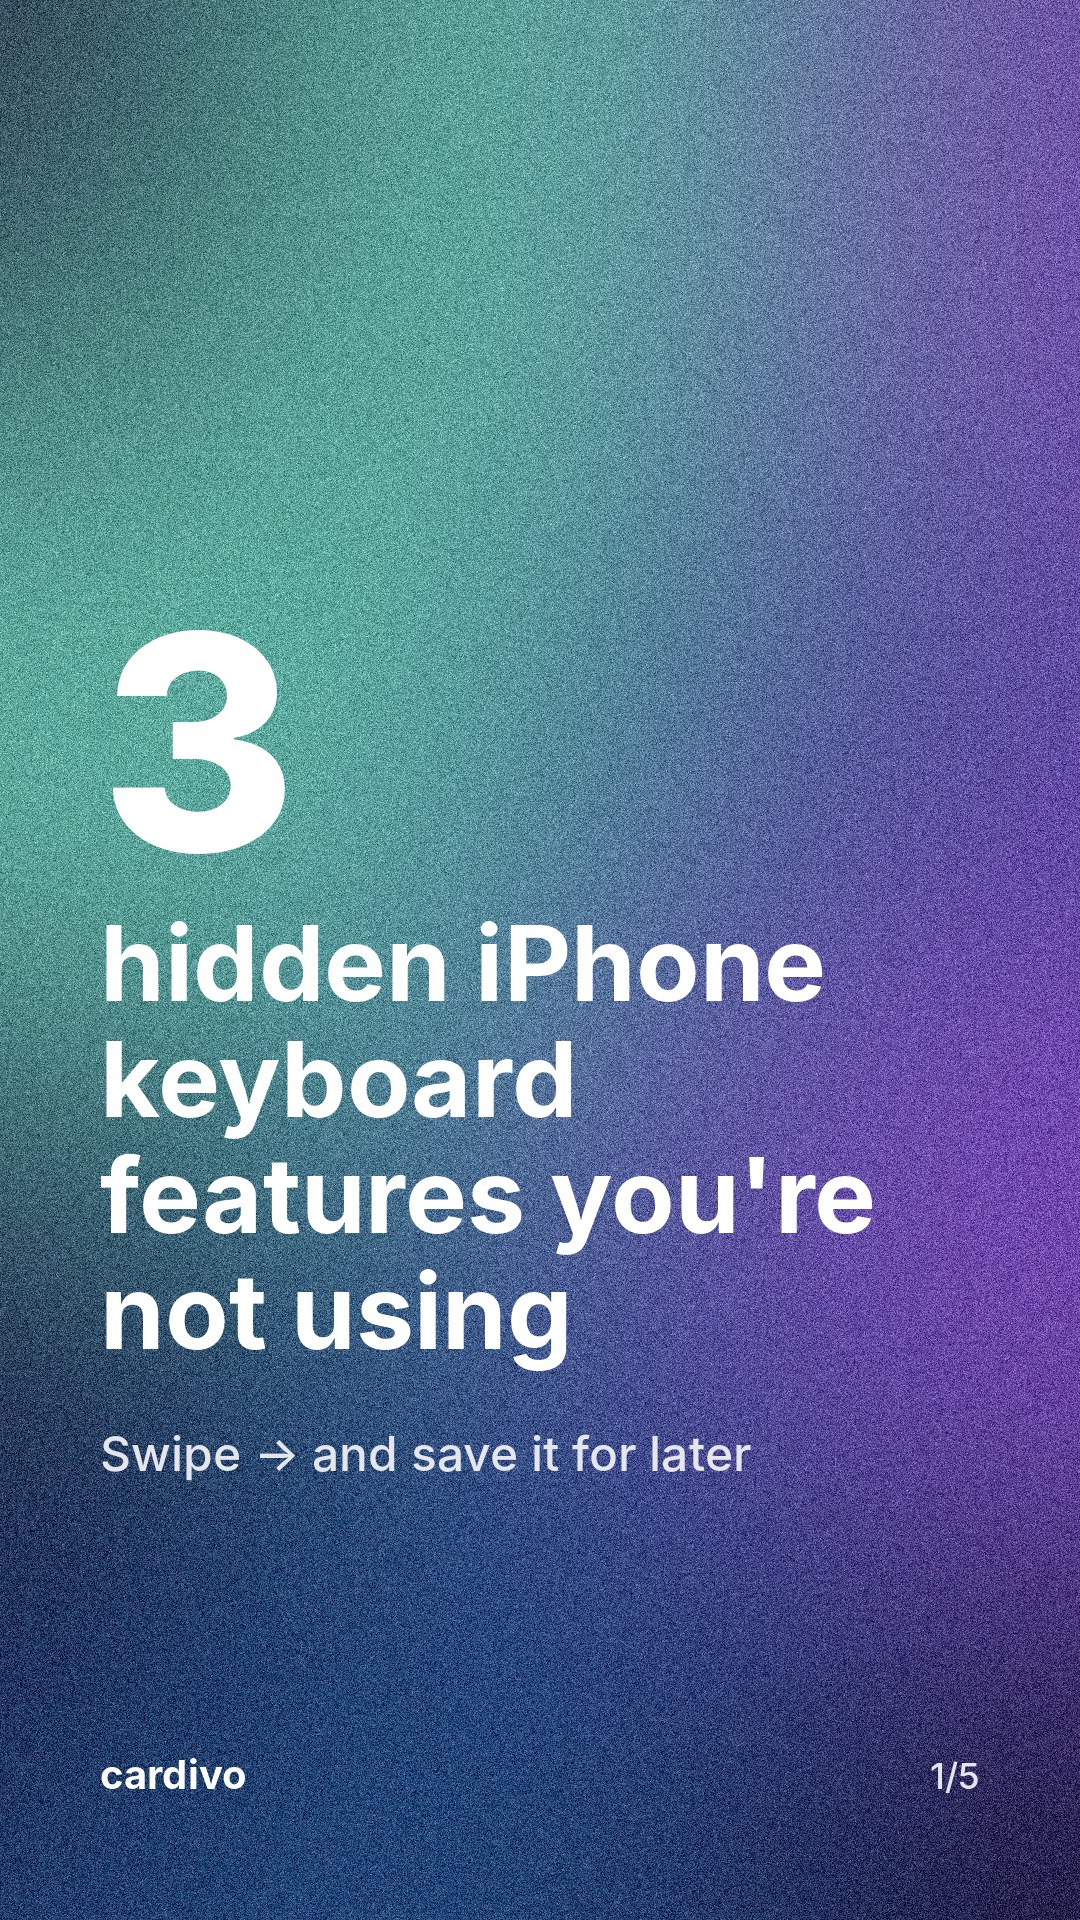 3
hidden iPhone
keyboard
features you're
not using
Swipe → and save it for later
cardivo
1/5